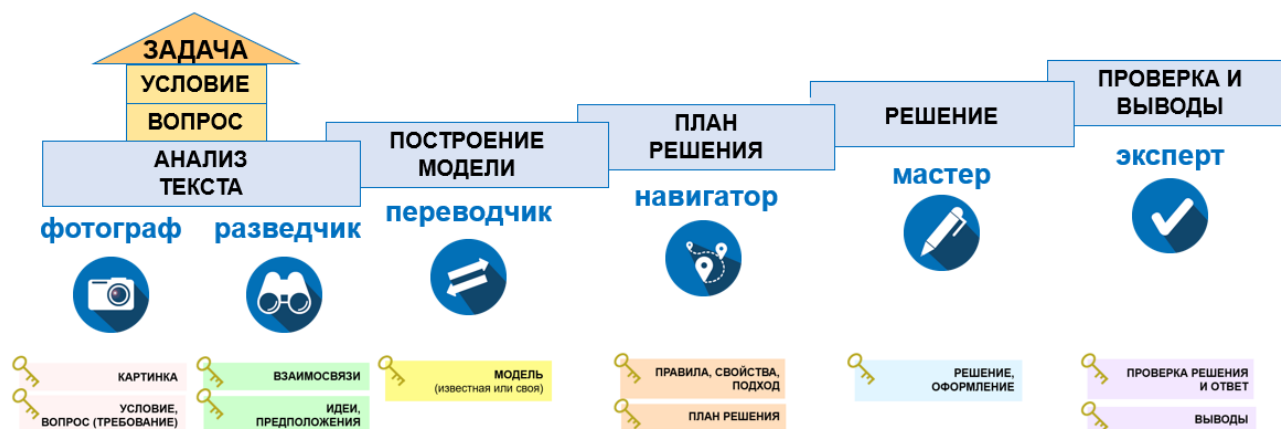 ЗАДАЧА
УСЛОВИЕ
ВОПРОС
АНАЛИЗ
ТЕКСТА
ПОСТРОЕНИЕ
МОДЕЛИ
ПЛАН
РЕШЕНИЯ
РЕШЕНИЕ
ПРОВЕРКА И
ВЫВОДЫ
фотограф
разведчик
переводчик
навигатор
мастер
эксперт
КАРТИНКА
УСЛОВИЕ,
ВОПРОС (ТРЕБОВАНИЕ)
ВЗАИМОСВЯЗИ
ИДЕИ,
ПРЕДПОЛОЖЕНИЯ
МОДЕЛЬ
(известная или своя)
ПРАВИЛА, СВОЙСТВА,
ПОДХОД
ПЛАН РЕШЕНИЯ
РЕШЕНИЕ,
ОФОРМЛЕНИЕ
ПРОВЕРКА РЕШЕНИЯ
И ОТВЕТ
ВЫВОДЫ